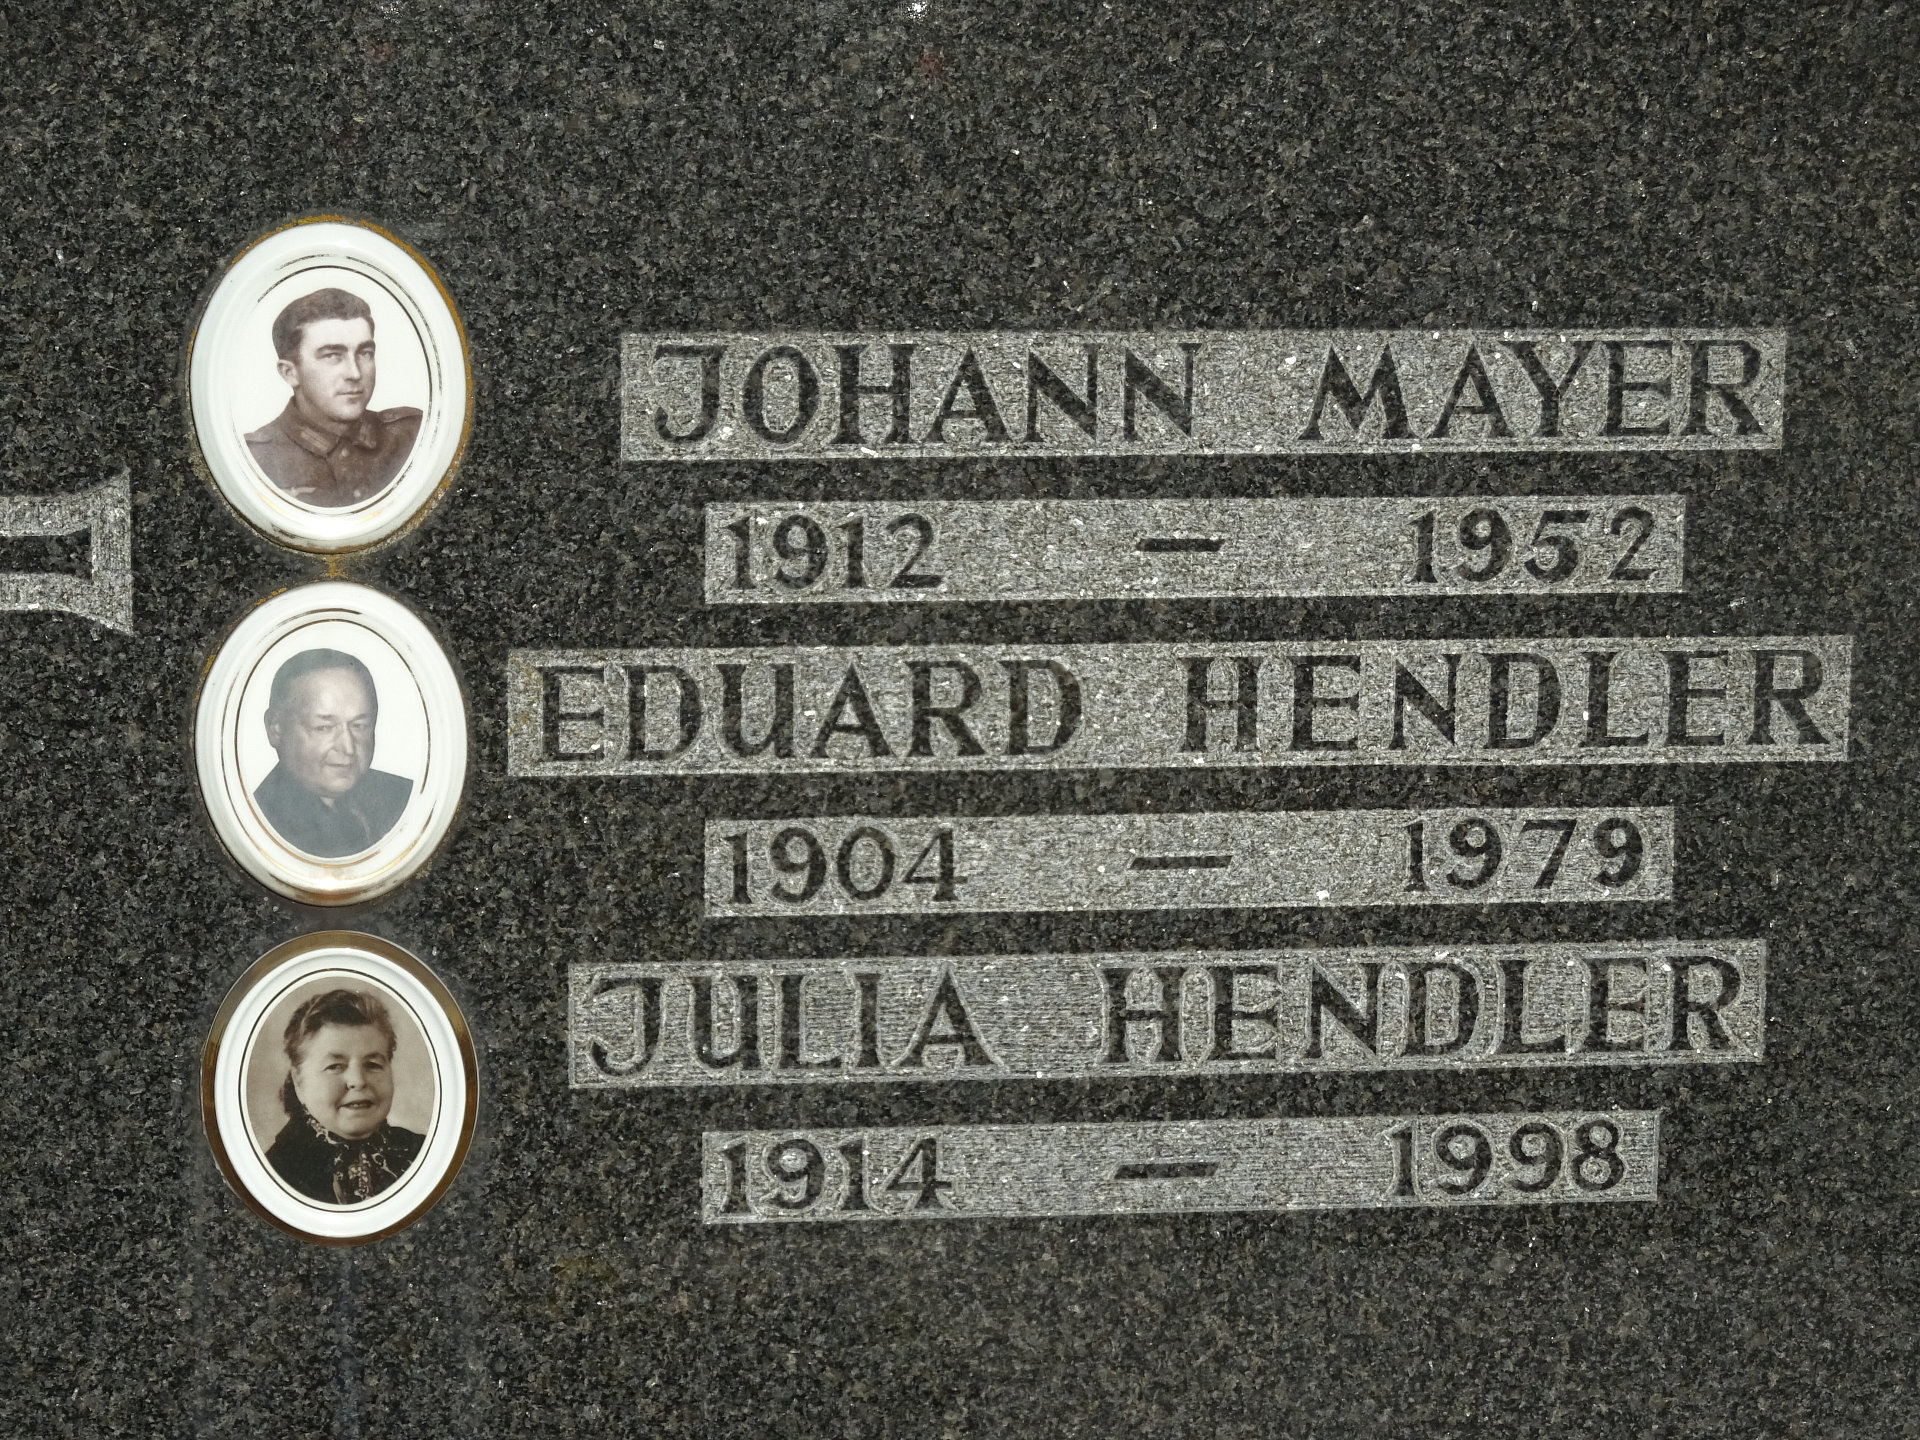 JOHANN MAYER
1912 — 1952
EDUARD HENDLER
1904 — 1979
JULIA HENDLER
1914 — 1998